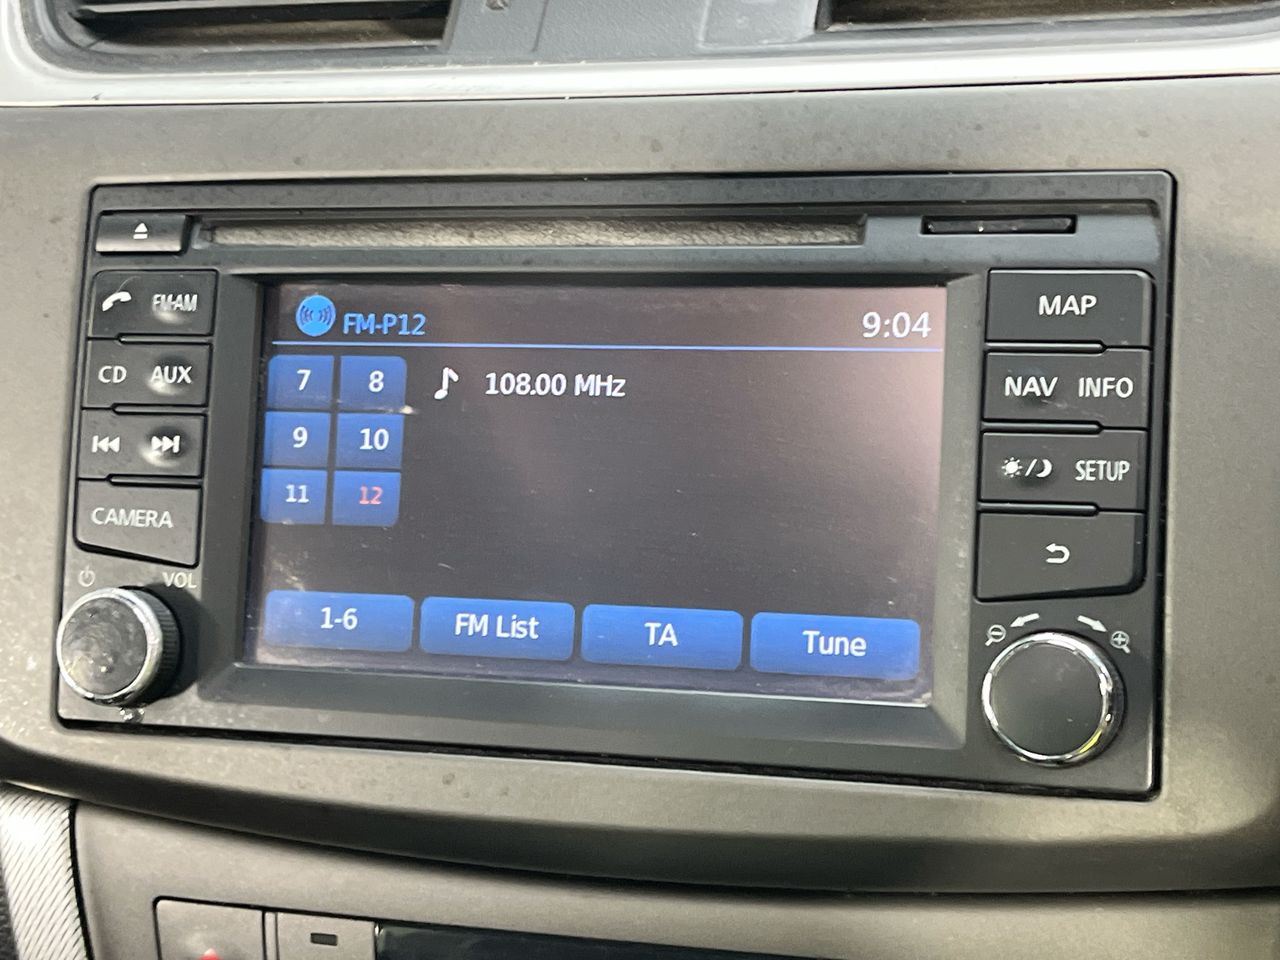 FM-P12 9:04
7 8 108.00 MHz
9 10
11 12
1-6 FM List TA Tune
FM·AM
CD AUX
CAMERA
VOL
MAP
NAV INFO
SETUP